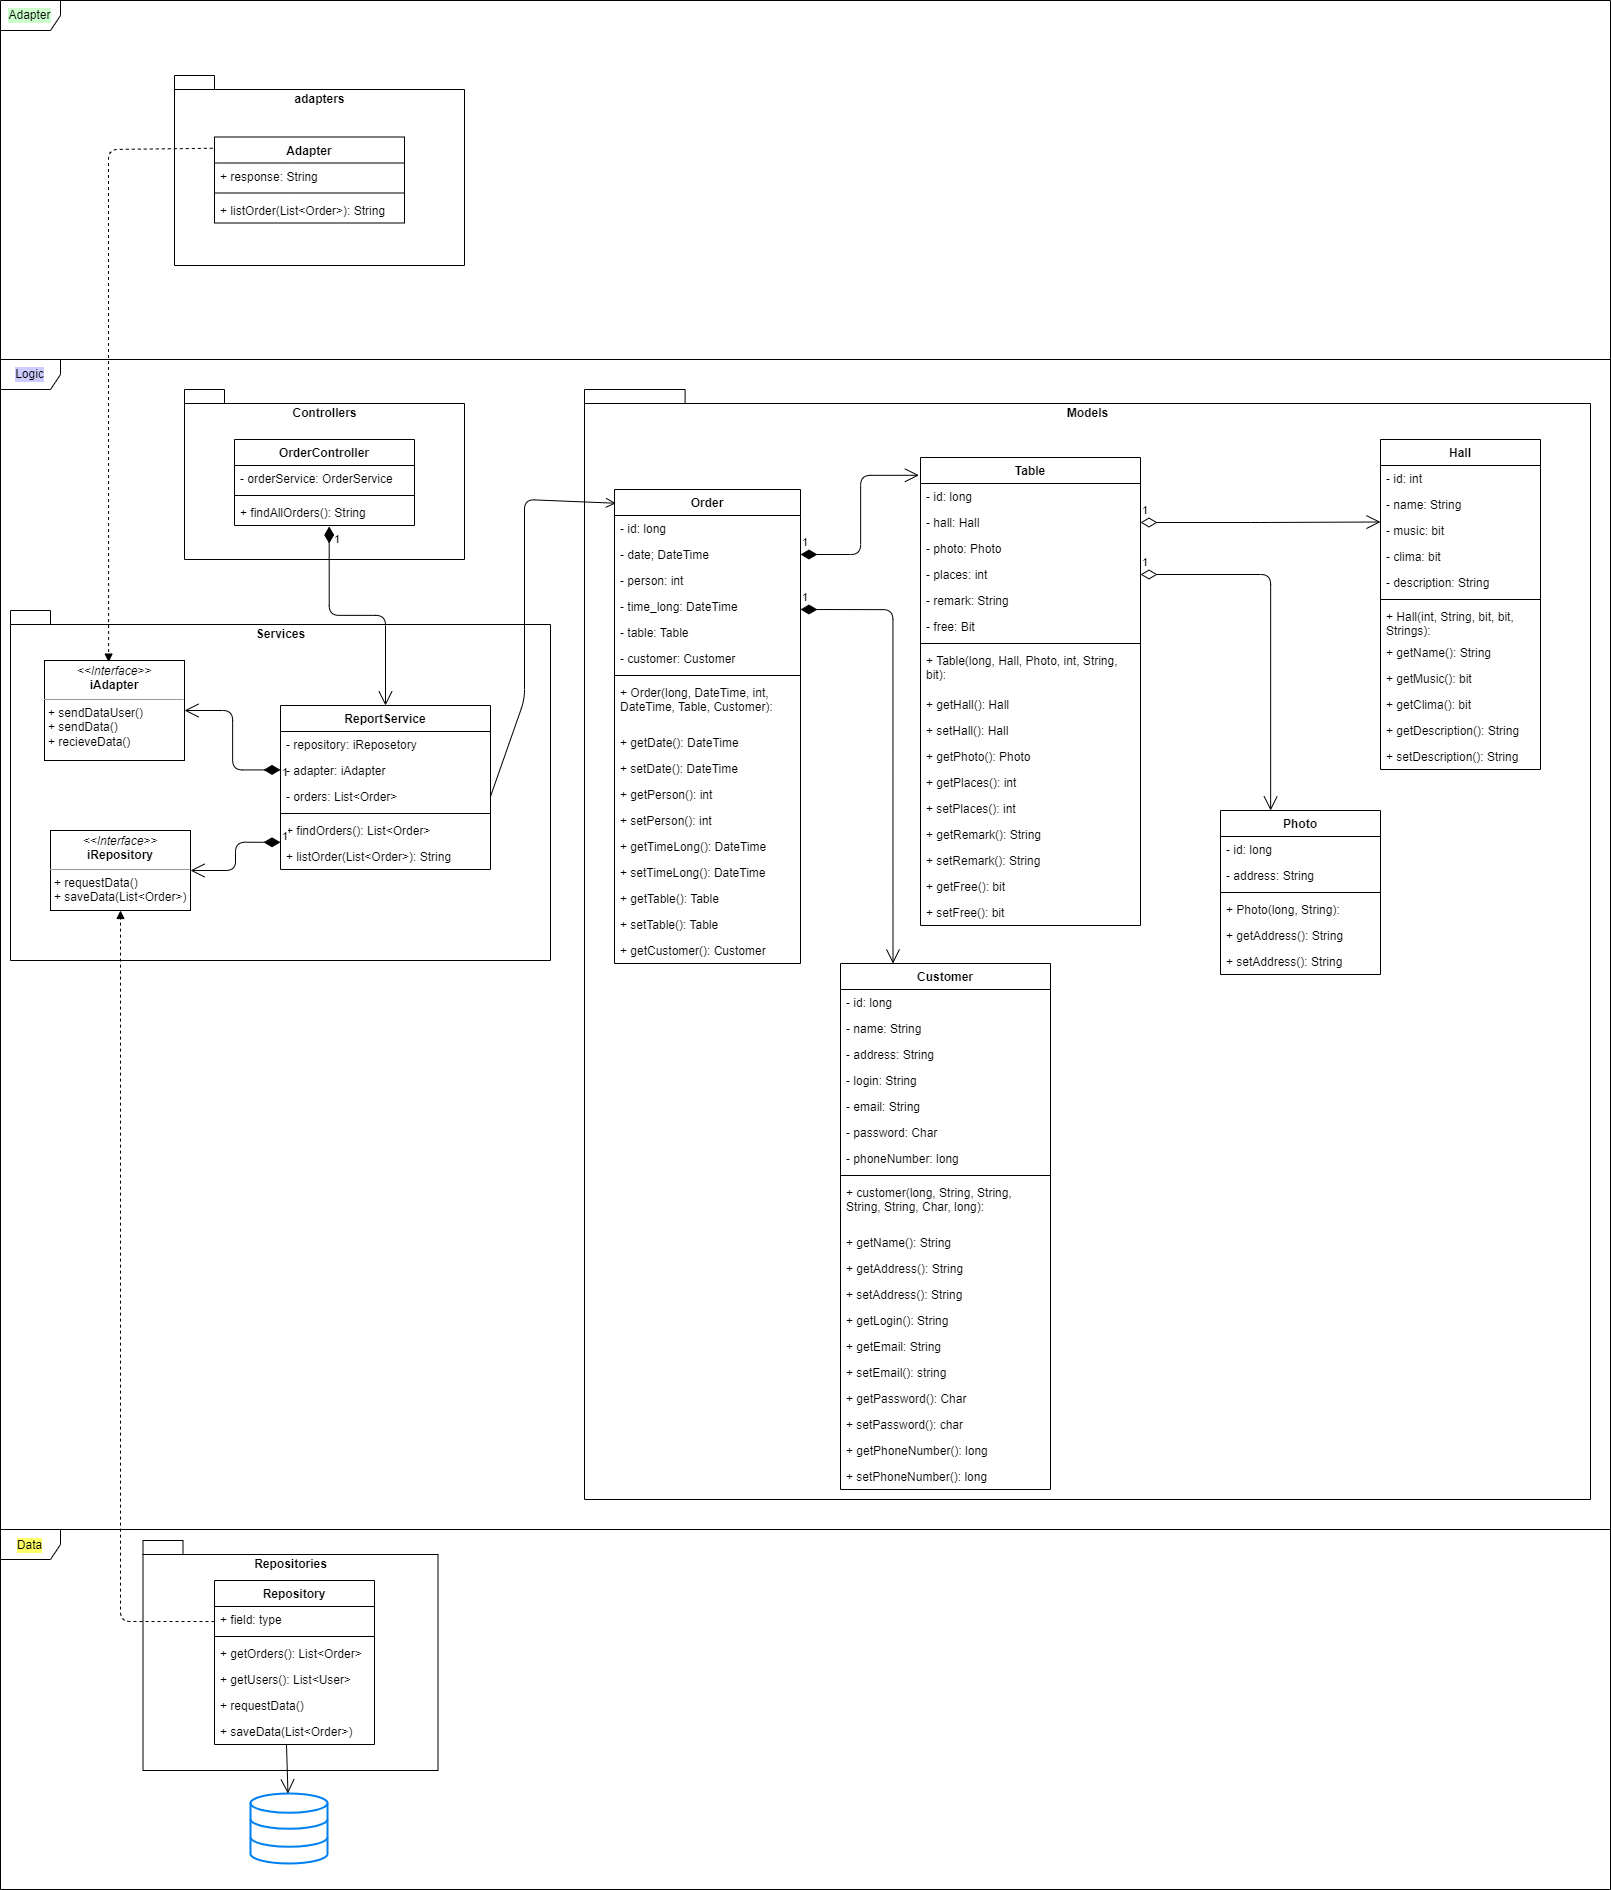 Adapter
adapters
Adapter
+ response: String
+ listOrder(List<Order>): String
Logic
Controllers
OrderController
- orderService: OrderService
+ findAllOrders(): String
1
Services
<<Interface>>
iAdapter
+ sendDataUser()
+ sendData()
+ recieveData()
<<Interface>>
iRepository
+ requestData()
+ saveData(List<Order>)
ReportService
- repository: iReposetory
- adapter: iAdapter
- orders: List<Order>
+ findOrders(): List<Order>
+ listOrder(List<Order>): String
1
1
Models
Order
- id: long
- date; DateTime
- person: int
- time_long: DateTime
- table: Table
- customer: Customer
+ Order(long, DateTime, int,
DateTime, Table, Customer):
+ getDate(): DateTime
+ setDate(): DateTime
+ getPerson(): int
+ setPerson(): int
+ getTimeLong(): DateTime
+ setTimeLong(): DateTime
+ getTable(): Table
+ setTable(): Table
+ getCustomer(): Customer
1
1
Table
- id: long
- hall: Hall
- photo: Photo
- places: int
- remark: String
- free: Bit
+ Table(long, Hall, Photo, int, String,
bit):
+ getHall(): Hall
+ setHall(): Hall
+ getPhoto(): Photo
+ getPlaces(): int
+ setPlaces(): int
+ getRemark(): String
+ setRemark(): String
+ getFree(): bit
+ setFree(): bit
1
1
Hall
- id: int
- name: String
- music: bit
- clima: bit
- description: String
+ Hall(int, String, bit, bit,
Strings):
+ getName(): String
+ getMusic(): bit
+ getClima(): bit
+ getDescription(): String
+ setDescription(): String
Photo
- id: long
- address: String
+ Photo(long, String):
+ getAddress(): String
+ setAddress(): String
Customer
- id: long
- name: String
- address: String
- login: String
- email: String
- password: Char
- phoneNumber: long
+ customer(long, String, String,
String, String, Char, long):
+ getName(): String
+ getAddress(): String
+ setAddress(): String
+ getLogin(): String
+ getEmail: String
+ setEmail(): string
+ getPassword(): Char
+ setPassword(): char
+ getPhoneNumber(): long
+ setPhoneNumber(): long
Data
Repositories
Repository
+ field: type
+ getOrders(): List<Order>
+ getUsers(): List<User>
+ requestData()
+ saveData(List<Order>)